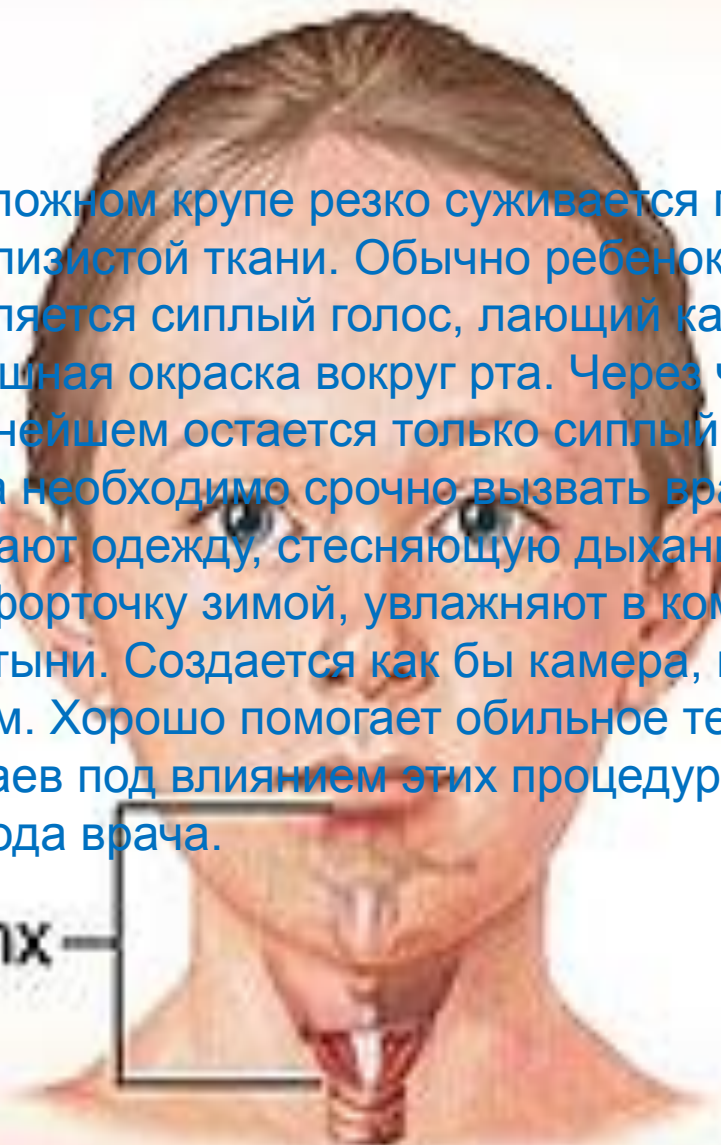 ложном крупе резко суживается
лизистой ткани. Обычно ребенок
ляется сиплый голос, лающий ка
шная окраска вокруг рта. Через
нейшем остается только сиплый
а необходимо срочно вызвать вра
ают одежду, стесняющую дыхани
форточку зимой, увлажняют в ком
тыни. Создается как бы камера,
м. Хорошо помогает обильное те
аев под влиянием этих процедур
ода врача.
nx